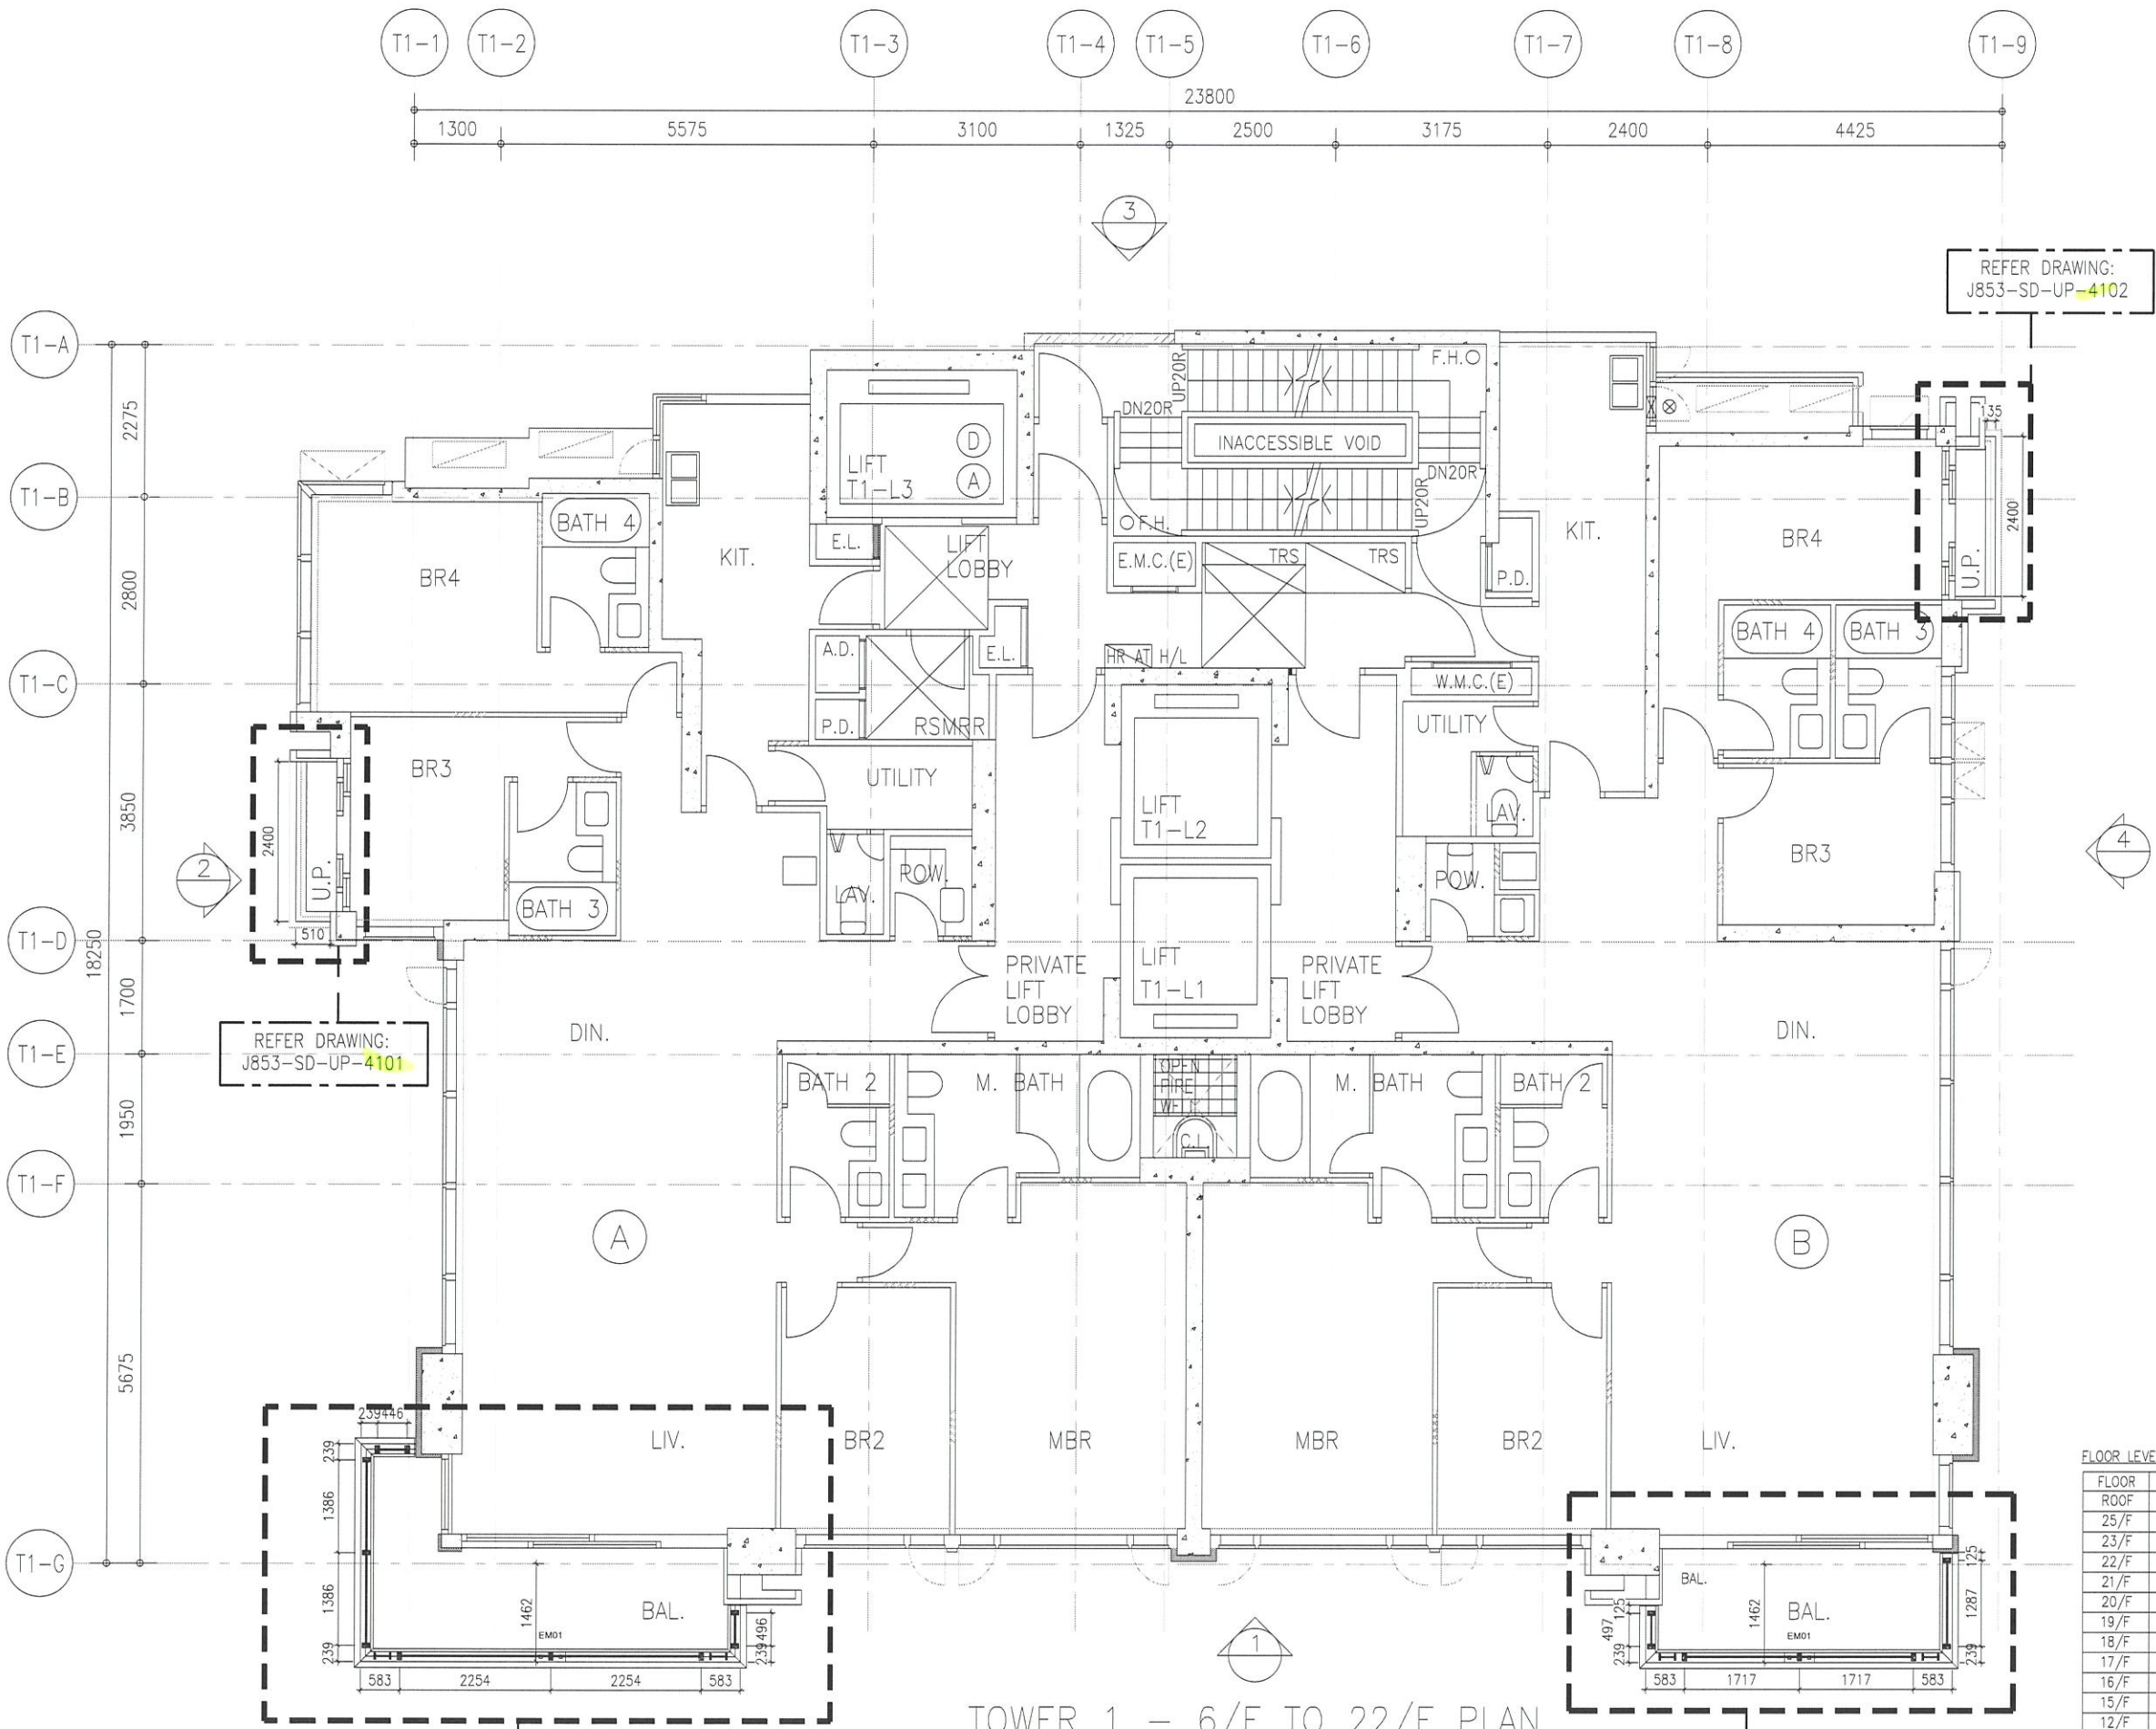 T1-1 T1-2 T1-3 T1-4 T1-5 T1-6 T1-7 T1-8 T1-9
23800
1300 5575 3100 1325 2500 3175 2400 4425
3
REFER DRAWING:
J853-SD-UP-4102
T1-A
T1-B
T1-C
T1-D
T1-E
T1-F
T1-G
2275
2800
3850
18250
1700
1950
5675
F.H.
UP20R
DN20R
INACCESSIBLE VOID
DN20R
UP20R
F.H.
135
2400
U.P.
LIFT
T1-L3
D
A
BATH 4
BR4
KIT.
E.L.
LIFT
LOBBY
E.M.C.(E)
TRS TRS
P.D.
KIT.
BR4
BATH 4 BATH 3
A.D.
E.L.
HR AT H/L
P.D.
RSMRR
W.M.C.(E)
UTILITY
BR3
UTILITY
LIFT
T1-L2
LAV.
BR3
2400
2
U.P.
510
BATH 3
LAV.
POW.
POW.
4
PRIVATE
LIFT
LOBBY
LIFT
T1-L1
PRIVATE
LIFT
LOBBY
REFER DRAWING:
J853-SD-UP-4101
DIN.
DIN.
BATH 2
M. BATH
OPEN
PIPE
WELL
C.L.
M. BATH
BATH 2
A
B
LIV.
BR2
MBR
MBR
BR2
LIV.
239 446
239
1386
1386
239
1462
BAL.
EM01
496
239
583 2254 2254 583
1
BAL.
BAL.
1462
EM01
125
497
239
125
1287
239
583 1717 1717 583
TOWER 1 - 6/F TO 22/F PLAN
FLOOR LEVE
FLOOR
ROOF
25/F
23/F
22/F
21/F
20/F
19/F
18/F
17/F
16/F
15/F
12/F